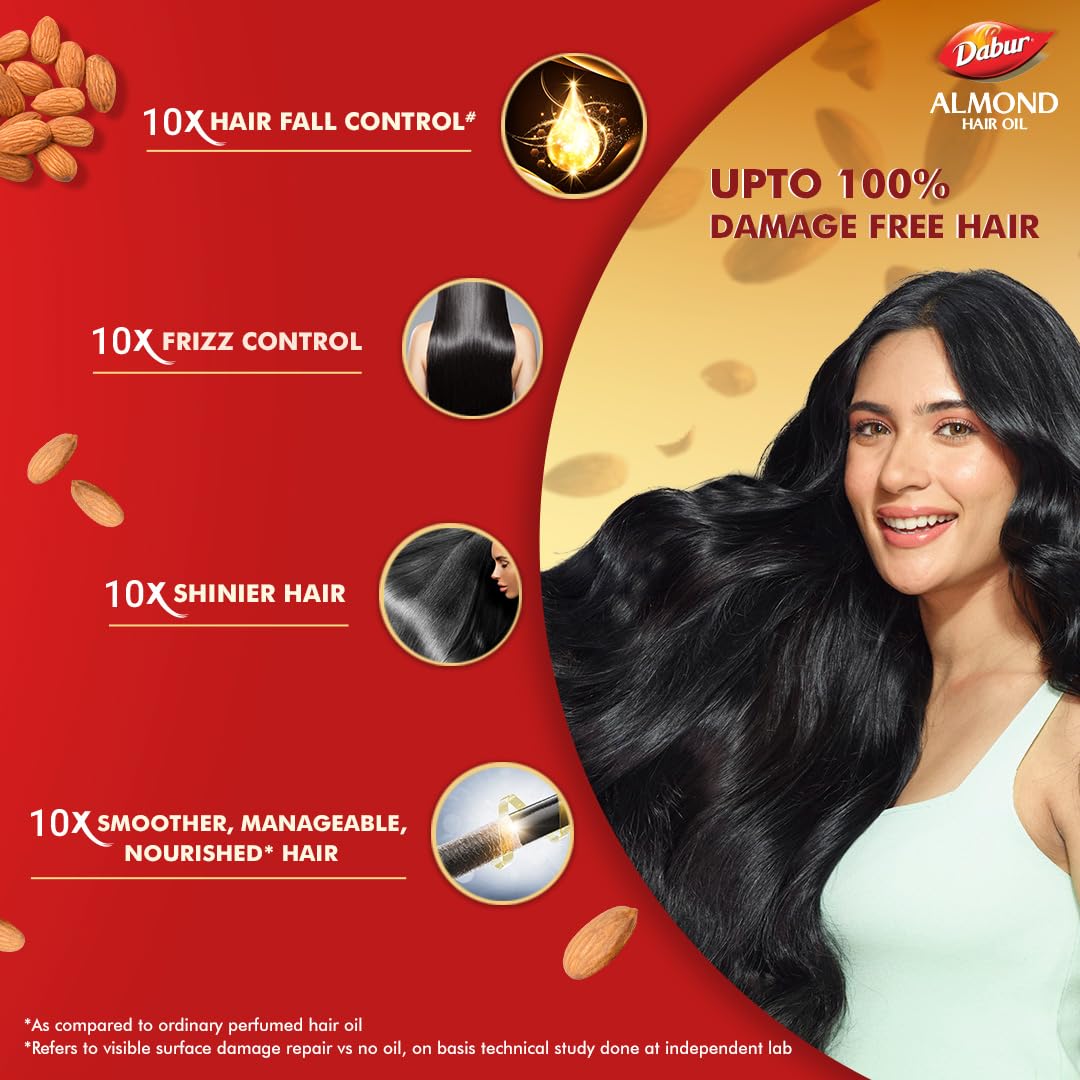 Dabur
ALMOND
HAIR OIL
UPTO 100%
DAMAGE FREE HAIR
10X HAIR FALL CONTROL#
10X FRIZZ CONTROL
10X SHINIER HAIR
10X SMOOTHER, MANAGEABLE,
NOURISHED* HAIR
*As compared to ordinary perfumed hair oil
*Refers to visible surface damage repair vs no oil, on basis technical study done at independent lab